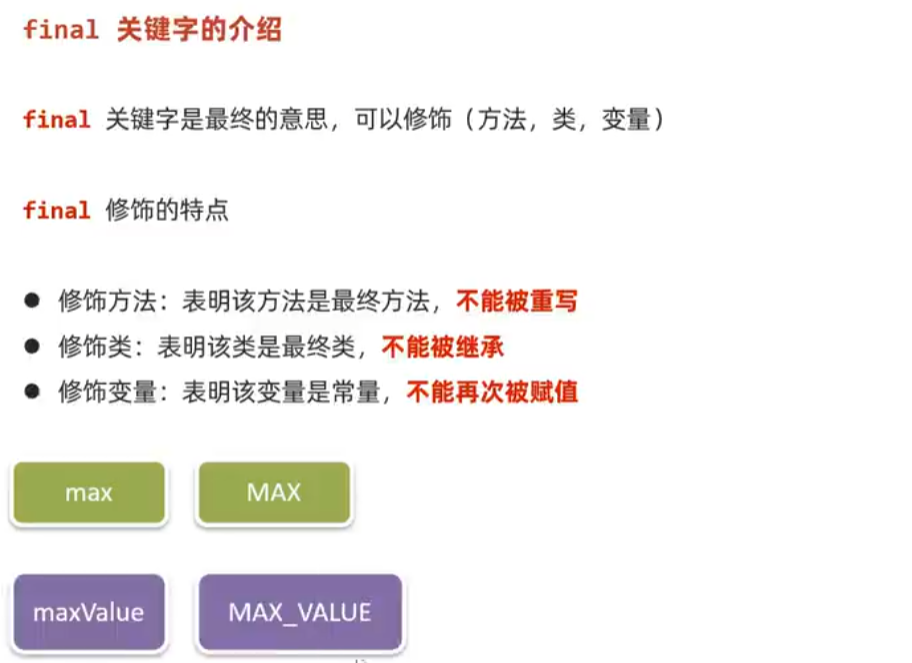 final 关键字的介绍
final 关键字是最终的意思，可以修饰（方法，类，变量）
final 修饰的特点
● 修饰方法：表明该方法是最终方法，不能被重写
● 修饰类：表明该类是最终类，不能被继承
● 修饰变量：表明该变量是常量，不能再次被赋值
max MAX
maxValue MAX_VALUE